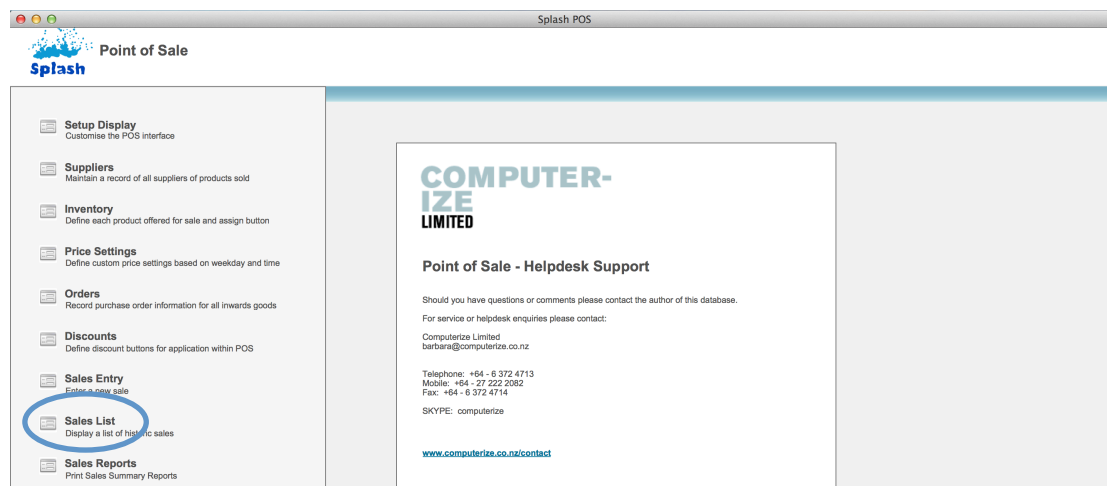 Splash POS
Splash
Point of Sale
Setup Display
Customise the POS interface
Suppliers
Maintain a record of all suppliers of products sold
Inventory
Define each product offered for sale and assign button
Price Settings
Define custom price settings based on weekday and time
Orders
Record purchase order information for all inwards goods
Discounts
Define discount buttons for application within POS
Sales Entry
Enter a new sale
Sales List
Display a list of historic sales
Sales Reports
Print Sales Summary Reports
COMPUTER-
IZE
LIMITED
Point of Sale - Helpdesk Support
Should you have questions or comments please contact the author of this database.
For service or helpdesk enquiries please contact:
Computerize Limited
barbara@computerize.co.nz
Telephone: +64 - 6 372 4713
Mobile: +64 - 27 222 2082
Fax: +64 - 6 372 4714
SKYPE: computerize
www.computerize.co.nz/contact